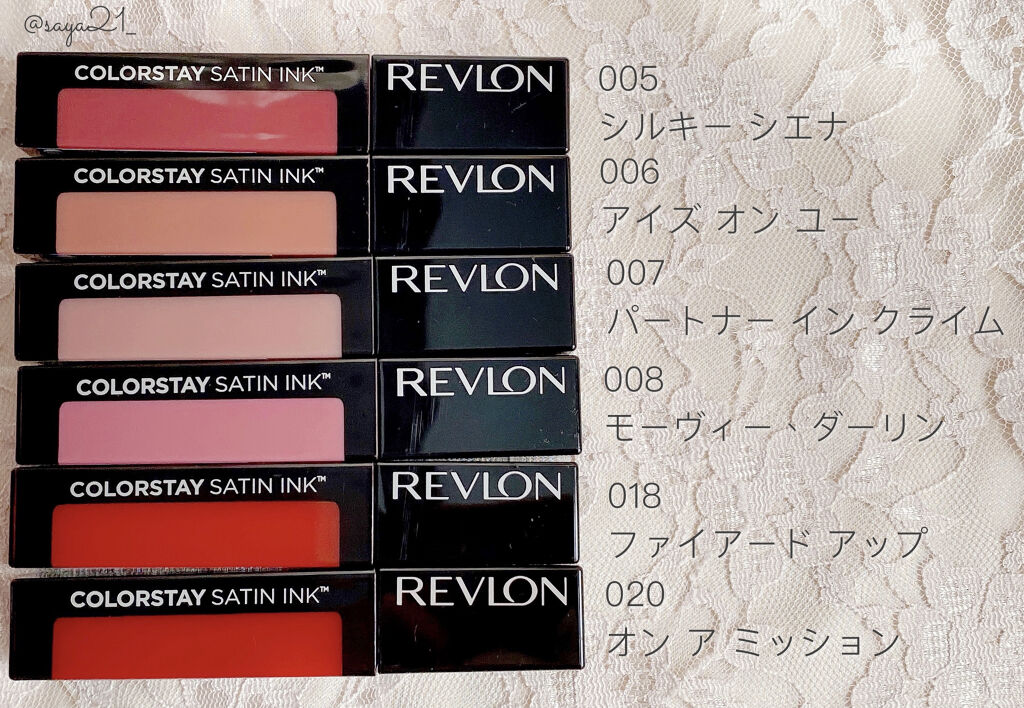 @saya21_
COLORSTAY SATIN INK™ REVLON
005
シルキー シエナ
COLORSTAY SATIN INK™ REVLON
006
アイズ オン ユー
COLORSTAY SATIN INK™ REVLON
007
パートナー イン クライム
COLORSTAY SATIN INK™ REVLON
008
モーヴィー、ダーリン
COLORSTAY SATIN INK™ REVLON
018
ファイアード アップ
COLORSTAY SATIN INK™ REVLON
020
オン ア ミッション